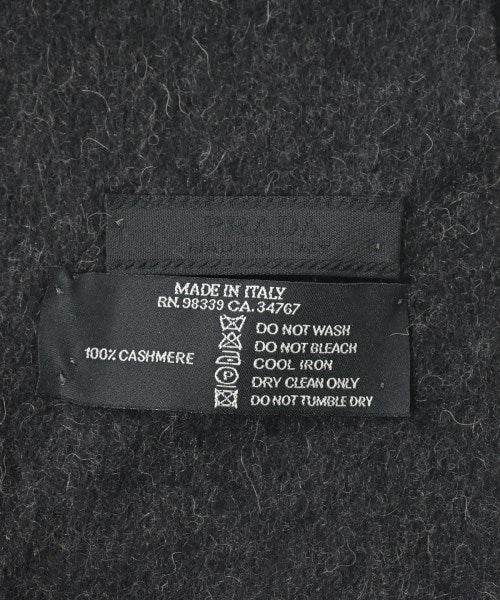 PRADA
MADE IN ITALY
MADE IN ITALY
RN. 98339 CA. 34767
100% CASHMERE
DO NOT WASH
DO NOT BLEACH
COOL IRON
P
DRY CLEAN ONLY
DO NOT TUMBLE DRY